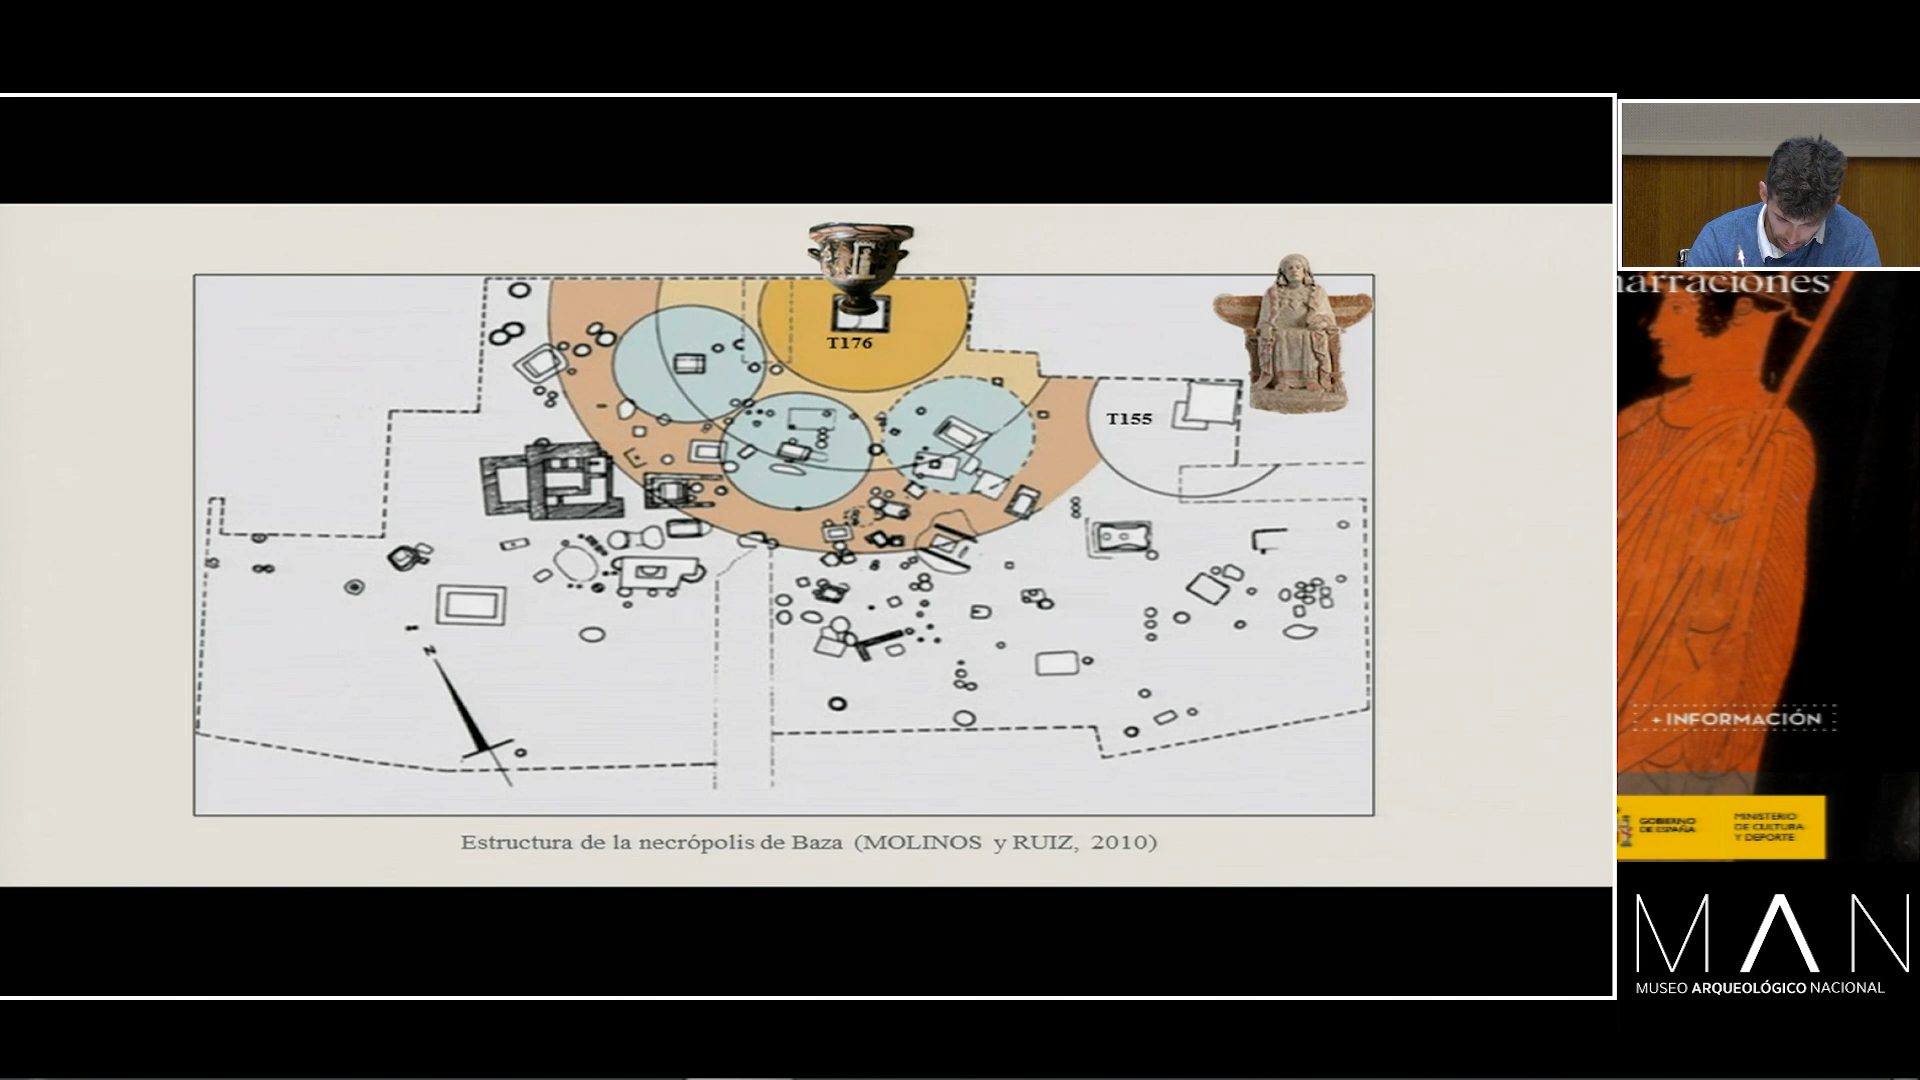 T176
T155
N
Estructura de la necrópolis de Baza (MOLINOS y RUIZ, 2010)
narraciones
+ INFORMACIÓN
GOBIERNO
DE ESPAÑA
MINISTERIO
DE CULTURA
Y DEPORTE
MAN
MUSEO ARQUEOLÓGICO NACIONAL